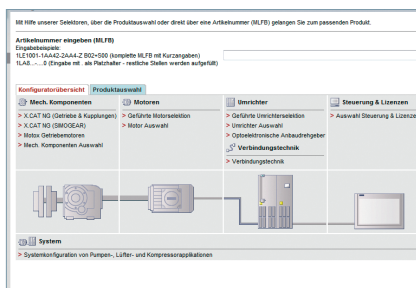 Mit Hilfe unserer Selektoren, über die Produktauswahl oder direkt über eine Artikelnummer (MLFB) gelangen Sie zum passenden Produkt.
Artikelnummer eingeben (MLFB)
Eingabebeispiele:
1LE1001-1AA42-2AA4-Z B02+S00 (komplette MLFB mit Kurzangaben)
1LA8...-....0 (Eingabe mit . als Platzhalter - restliche Stellen werden aufgefüllt)
Konfiguratorübersicht Produktauswahl
Mech. Komponenten
> X.CAT NG (Getriebe & Kupplungen)
> X.CAT NG (SIMOGEAR)
> Motox Getriebemotoren
> Mech. Komponenten Auswahl
Motoren
> Geführte Motorselektion
> Motor Auswahl
Umrichter
> Geführte Umrichterselektion
> Umrichter Auswahl
> Optoelektronische Anbaudrehgeber
Verbindungstechnik
> Verbindungstechnik
Steuerung & Lizenzen
> Auswahl Steuerung & Lizenze
System
> Systemkonfiguration von Pumpen-, Lüfter- und Kompressorapplikationen